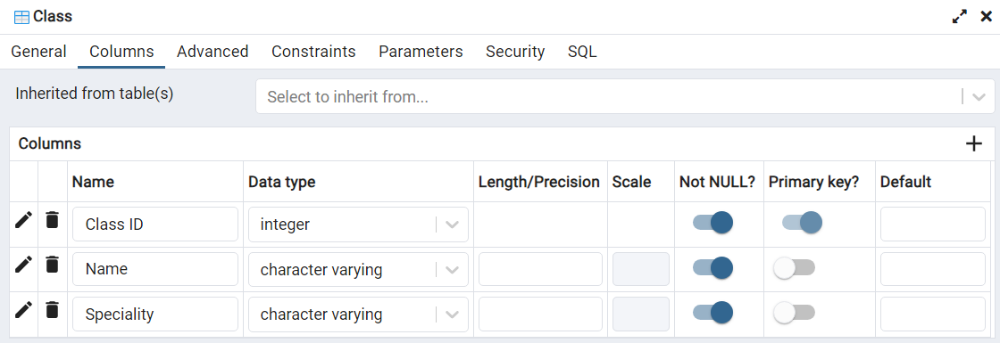 Class
General Columns Advanced Constraints Parameters Security SQL
Inherited from table(s) Select to inherit from...
Columns
Name Data type Length/Precision Scale Not NULL? Primary key? Default
Class ID integer
Name character varying
Speciality character varying